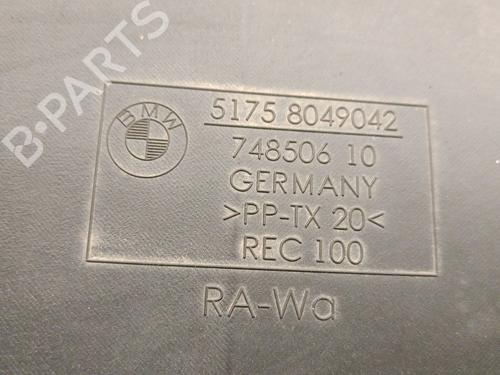 B-PARTS
BMW
5175 8049042
748506 10
GERMANY
>PP-TX 20<
REC 100
RA-Wa